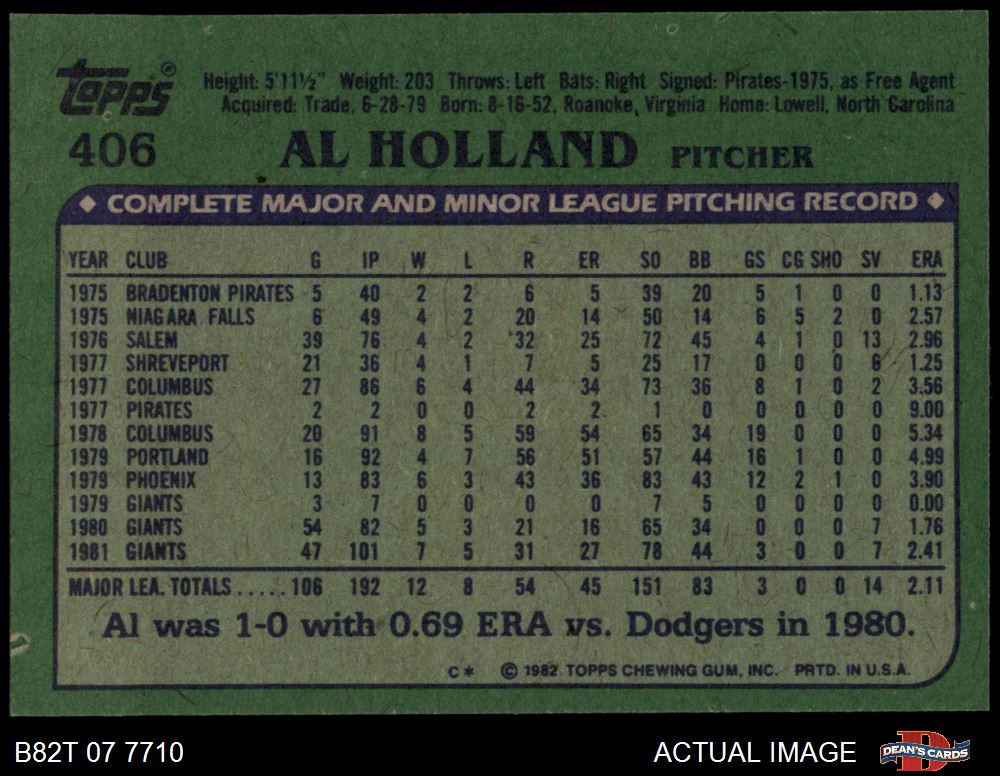 Topps®
Height: 5'11½" Weight: 203 Throws: Left Bats: Right Signed: Pirates-1975, as Free Agent
Acquired: Trade, 6-28-79 Born: 8-16-52, Roanoke, Virginia Home: Lowell, North Carolina
406 AL HOLLAND PITCHER
◆ COMPLETE MAJOR AND MINOR LEAGUE PITCHING RECORD ◆
YEAR CLUB G IP W L R ER SO BB GS CG SHO SV ERA
1975 BRADENTON PIRATES 5 40 2 2 6 5 39 20 5 1 0 0 1.13
1975 NIAGARA FALLS 6 49 4 2 20 14 50 14 6 5 2 0 2.57
1976 SALEM 39 76 4 2 32 25 72 45 4 1 0 13 2.96
1977 SHREVEPORT 21 36 4 1 7 5 25 17 0 0 0 6 1.25
1977 COLUMBUS 27 86 6 4 44 34 73 36 8 1 0 2 3.56
1977 PIRATES 2 2 0 0 2 2 1 0 0 0 0 0 9.00
1978 COLUMBUS 20 91 8 5 59 54 65 34 19 0 0 0 5.34
1979 PORTLAND 16 92 4 7 56 51 57 44 16 1 0 0 4.99
1979 PHOENIX 13 83 6 3 43 36 83 43 12 2 1 0 3.90
1979 GIANTS 3 7 0 0 0 0 7 5 0 0 0 0 0.00
1980 GIANTS 54 82 5 3 21 16 65 34 0 0 0 7 1.76
1981 GIANTS 47 101 7 5 31 27 78 44 3 0 0 7 2.41
MAJOR LEA. TOTALS.....106 192 12 8 54 45 151 83 3 0 0 14 2.11
Al was 1-0 with 0.69 ERA vs. Dodgers in 1980.
C* © 1982 TOPPS CHEWING GUM, INC. PRTD. IN U.S.A.
B82T 07 7710 ACTUAL IMAGE D DEAN'S CARDS